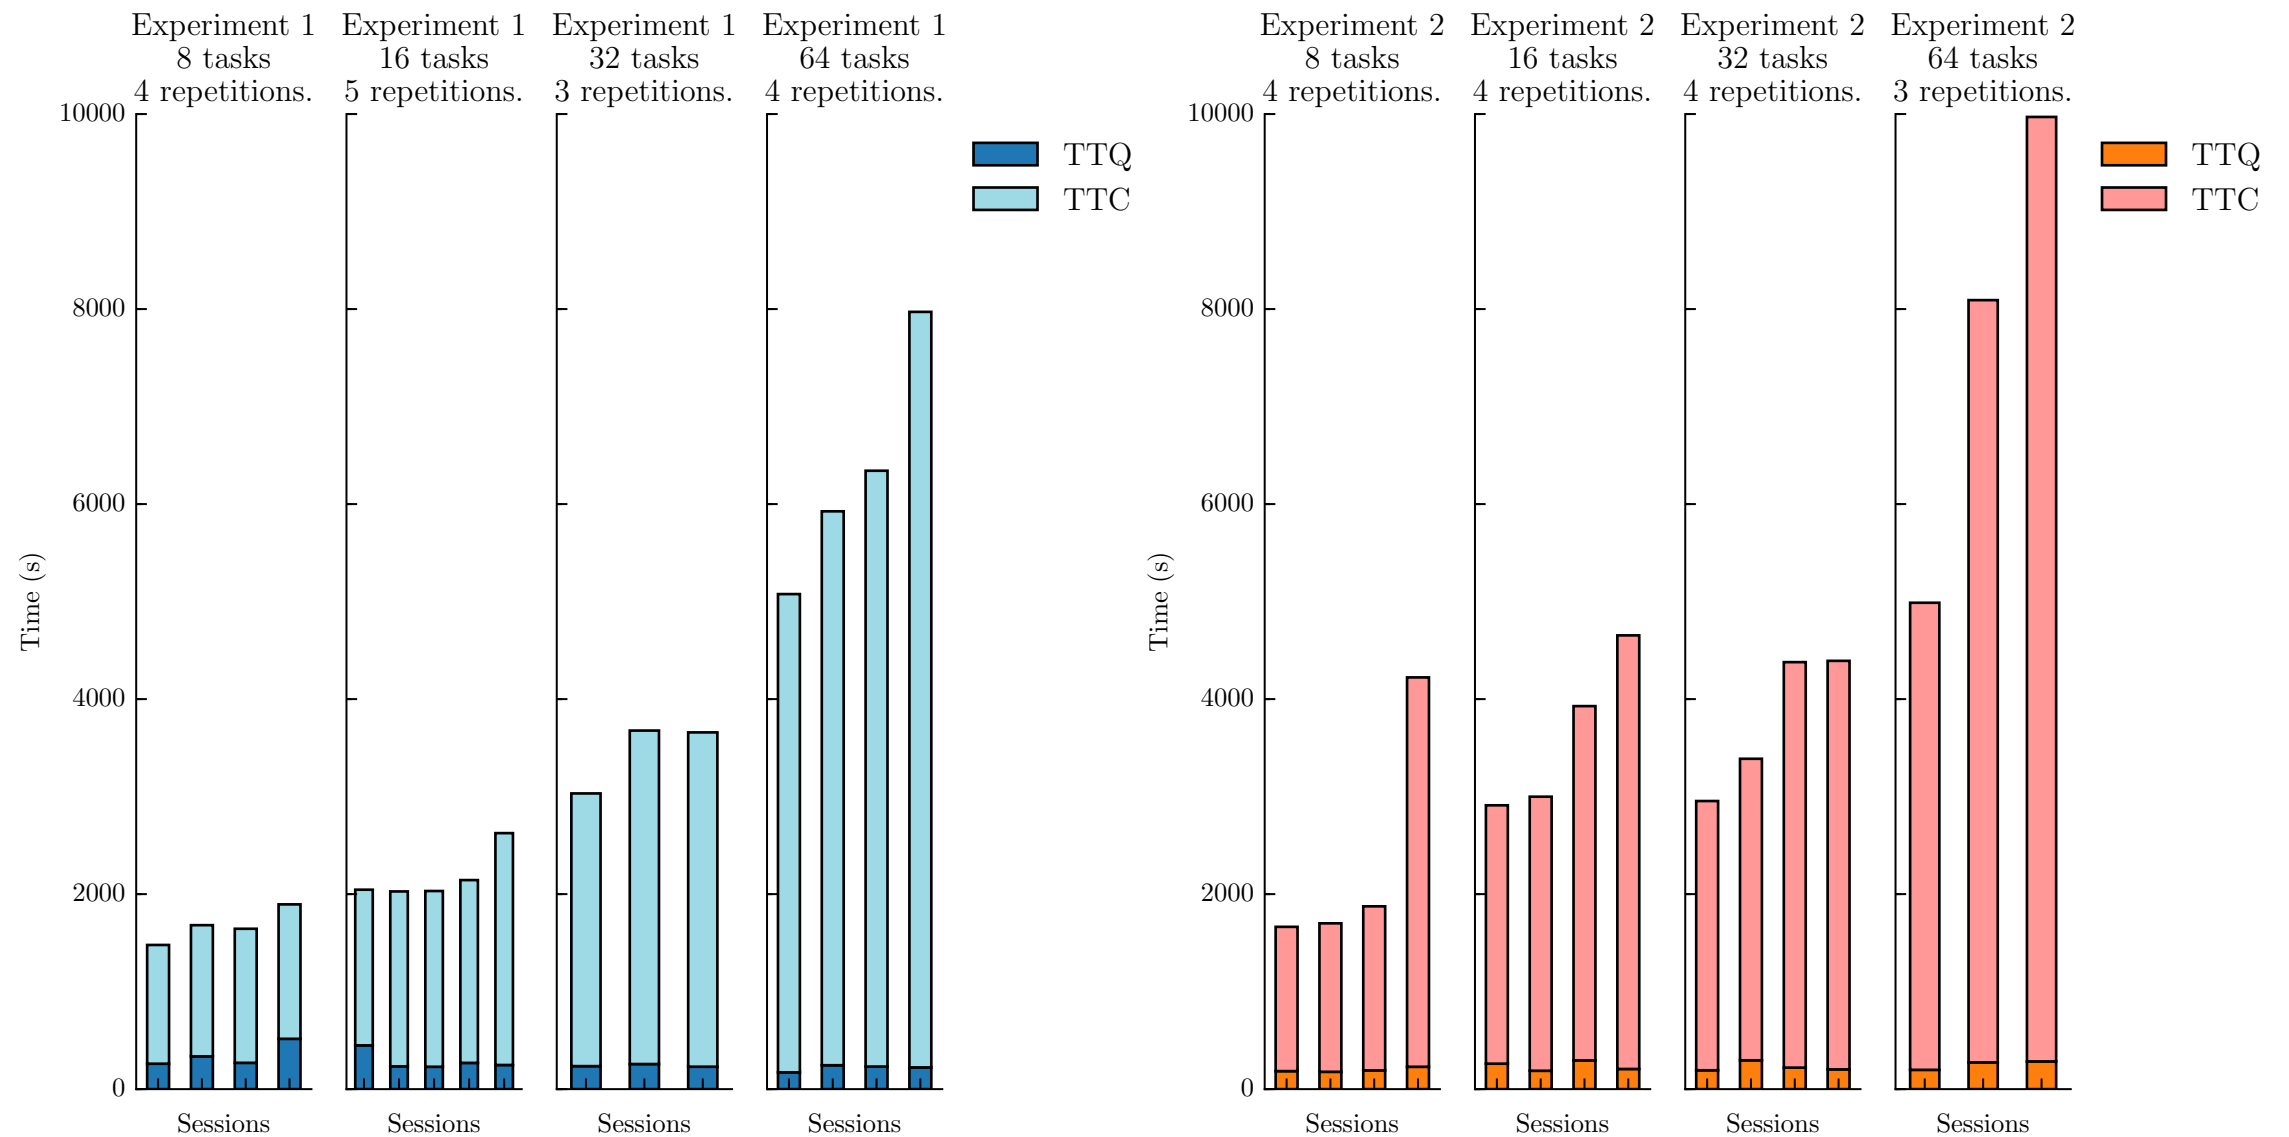 Experiment 1
8 tasks
4 repetitions.
Experiment 1
16 tasks
5 repetitions.
Experiment 1
32 tasks
3 repetitions.
Experiment 1
64 tasks
4 repetitions.
10000
8000
6000
4000
2000
0
Time (s)
Sessions
Sessions
Sessions
Sessions
TTQ
TTC
Experiment 2
8 tasks
4 repetitions.
Experiment 2
16 tasks
4 repetitions.
Experiment 2
32 tasks
4 repetitions.
Experiment 2
64 tasks
3 repetitions.
10000
8000
6000
4000
2000
0
Time (s)
Sessions
Sessions
Sessions
Sessions
TTQ
TTC